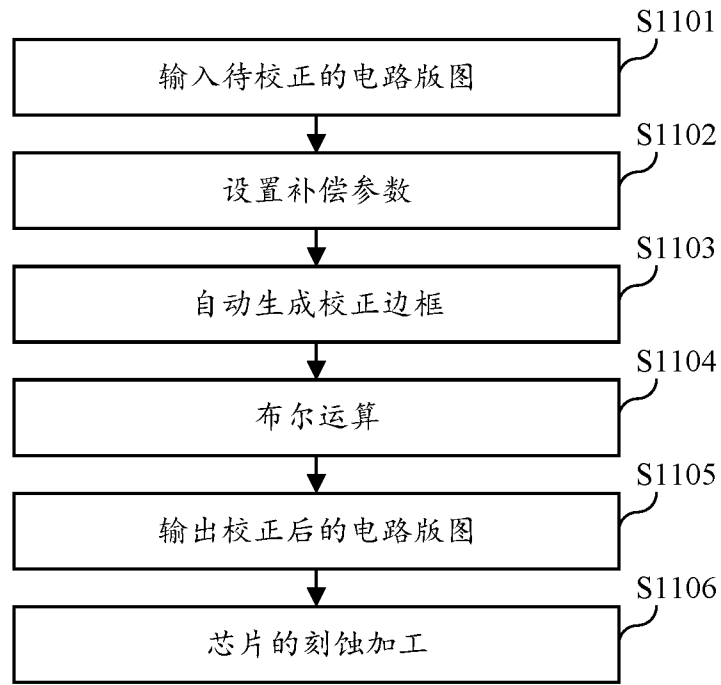 S1101
输入待校正的电路版图
S1102
设置补偿参数
S1103
自动生成校正边框
S1104
布尔运算
S1105
输出校正后的电路版图
S1106
芯片的刻蚀加工